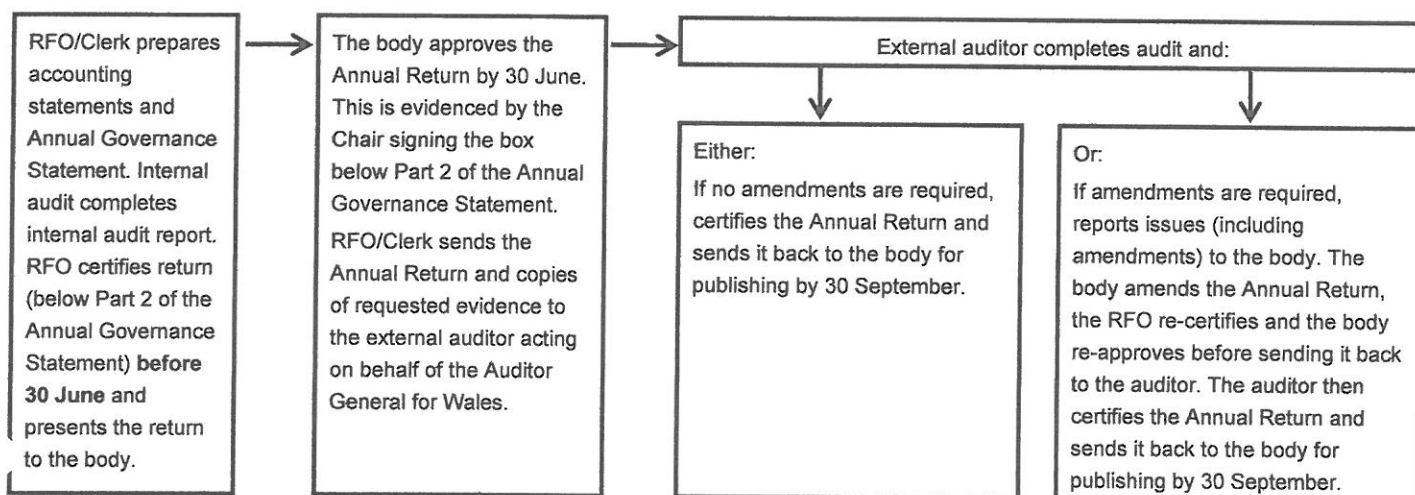 RFO/Clerk prepares
accounting
statements and
Annual Governance
Statement. Internal
audit completes
internal audit report.
RFO certifies return
(below Part 2 of the
Annual Governance
Statement) before
30 June and
presents the return
to the body.
The body approves the
Annual Return by 30 June.
This is evidenced by the
Chair signing the box
below Part 2 of the Annual
Governance Statement.
RFO/Clerk sends the
Annual Return and copies
of requested evidence to
the external auditor acting
on behalf of the Auditor
General for Wales.
External auditor completes audit and:
Either:
If no amendments are required,
certifies the Annual Return and
sends it back to the body for
publishing by 30 September.
Or:
If amendments are required,
reports issues (including
amendments) to the body. The
body amends the Annual Return,
the RFO re-certifies and the body
re-approves before sending it back
to the auditor. The auditor then
certifies the Annual Return and
sends it back to the body for
publishing by 30 September.